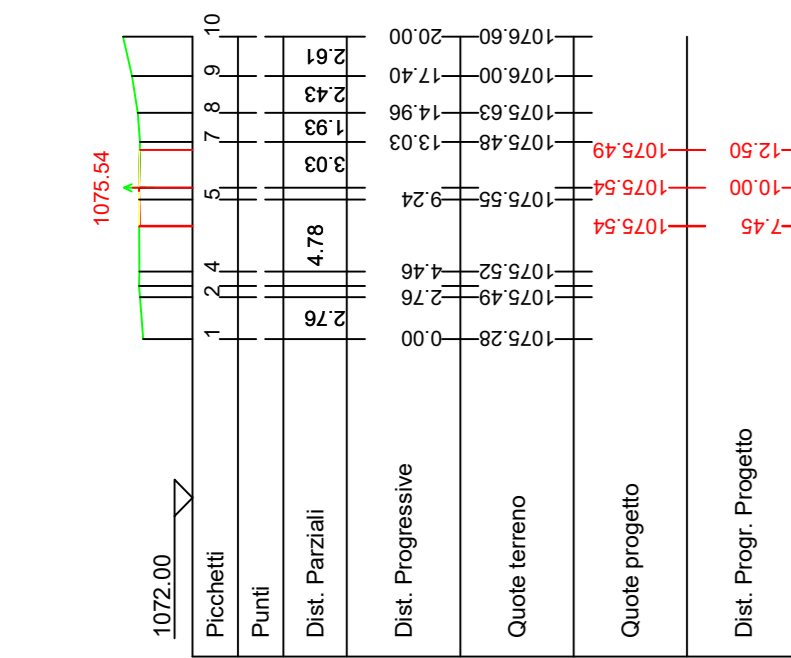 1075.54
1072.00
Picchetti 1 2 4 5 7 8 9 10
Punti
Dist. Parziali 2.76 4.78 3.03 1.93 2.43 2.61
Dist. Progressive 0.00 2.76 4.46 9.24 13.03 14.96 17.40 20.00
Quote terreno 1075.28 1075.49 1075.52 1075.55 1075.48 1075.63 1076.00 1076.60
Quote progetto 1075.54 1075.54 1075.49
Dist. Progr. Progetto 7.45 10.00 12.50